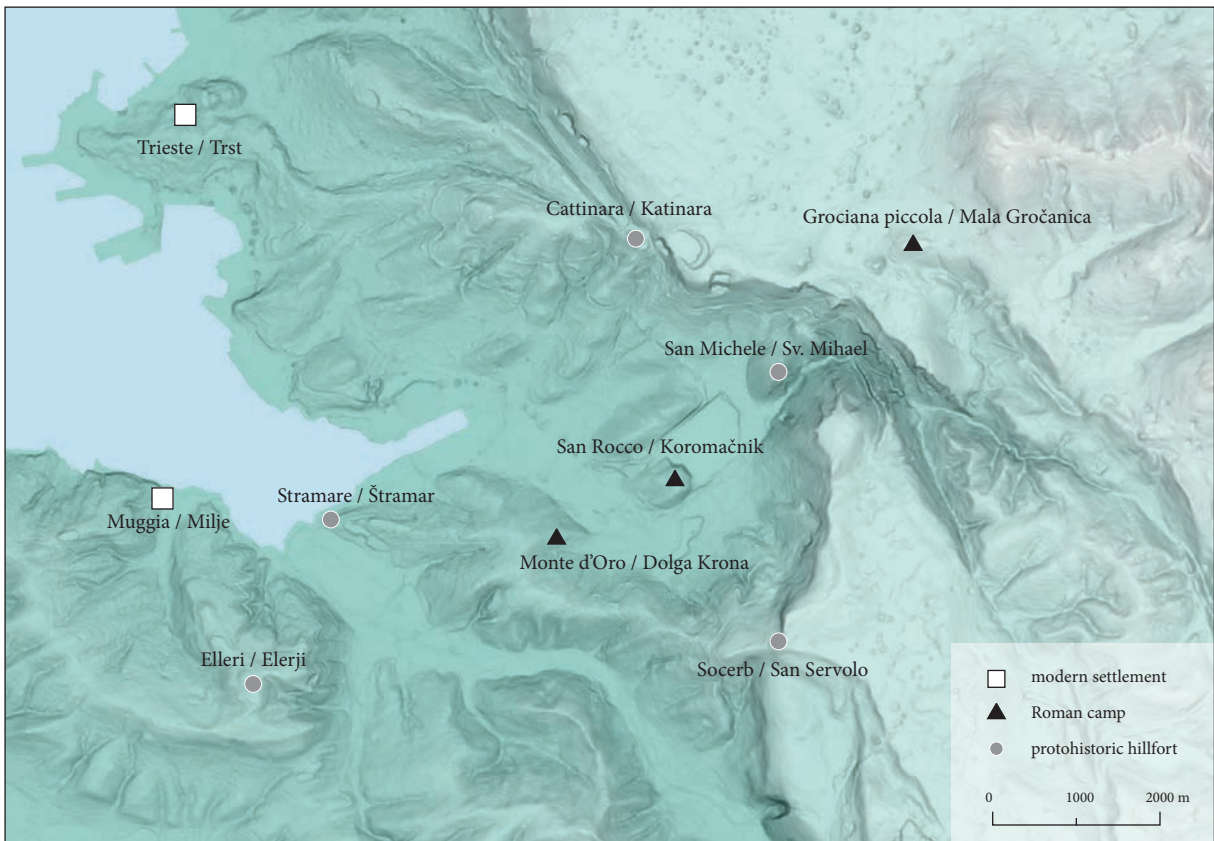 Trieste / Trst
Cattinara / Katinara
Grociana piccola / Mala Gročanica
San Michele / Sv. Mihael
San Rocco / Koromačnik
Stramare / Štramar
Muggia / Milje
Monte d'Oro / Dolga Krona
Elleri / Elerji
Socerb / San Servolo
modern settlement
Roman camp
protohistoric hillfort
0 1000 2000 m